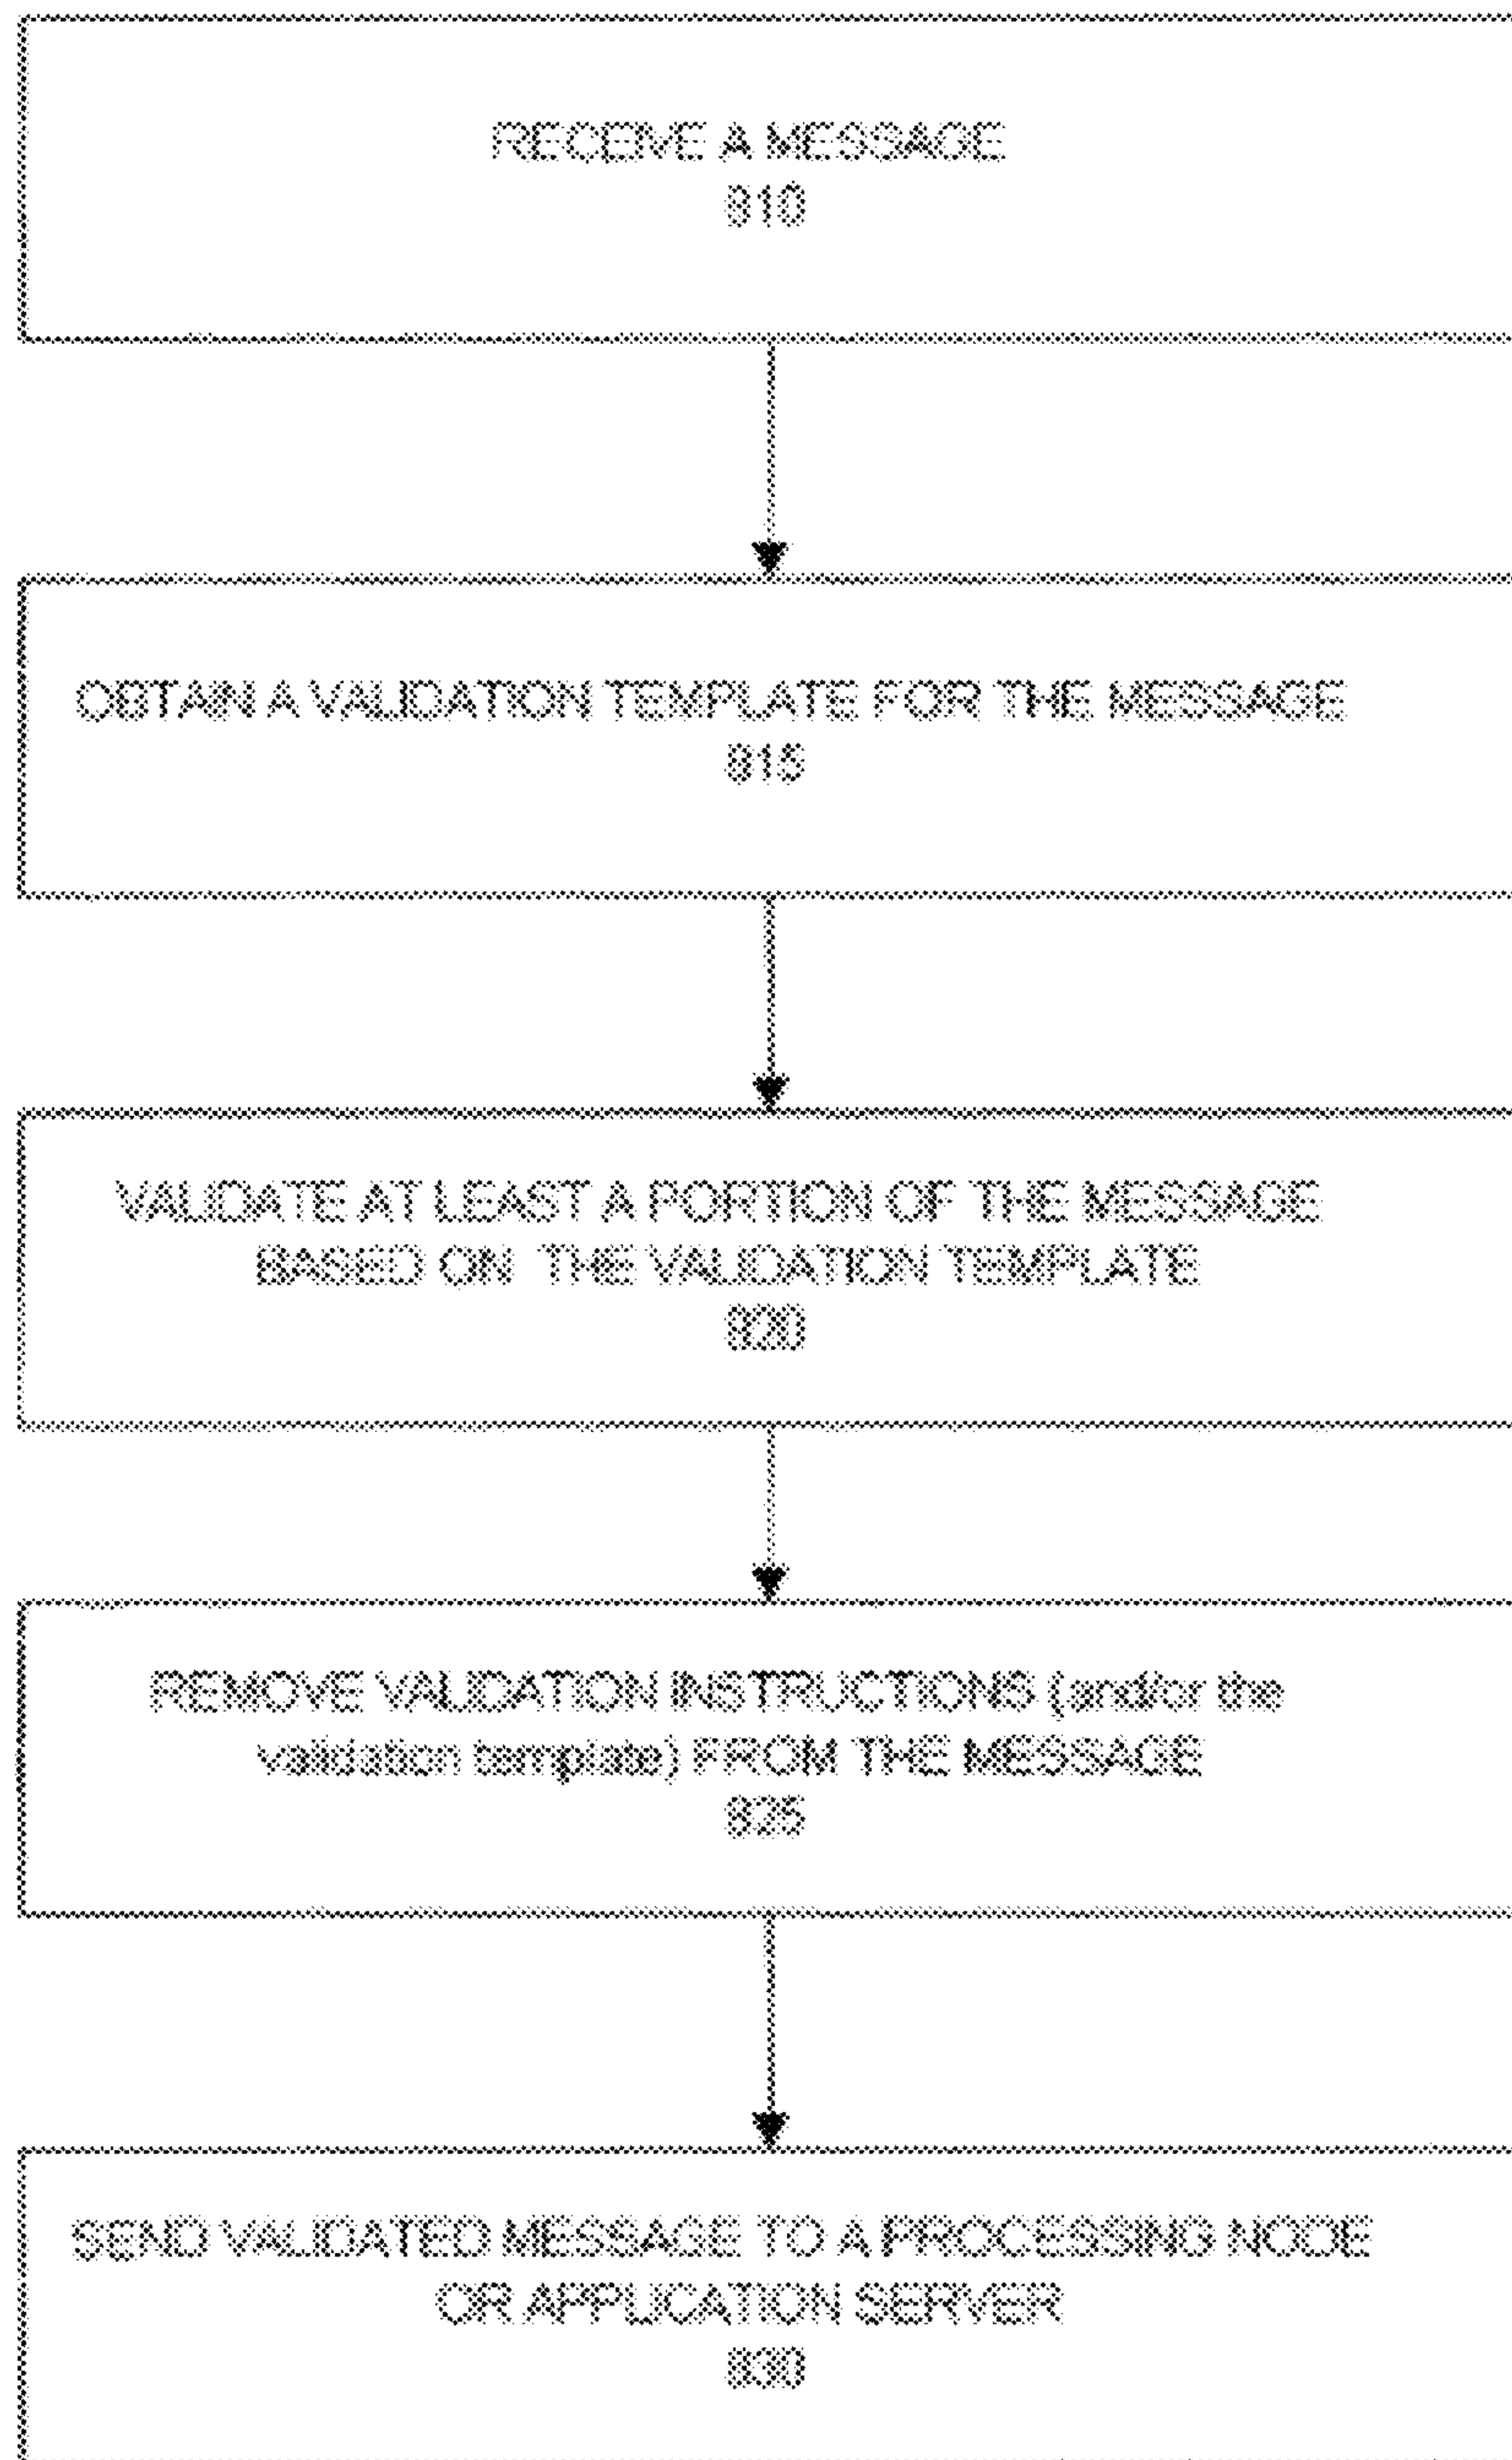 RECEIVE A MESSAGE
810
OBTAIN A VALIDATION TEMPLATE FOR THE MESSAGE
815
VALIDATE AT LEAST A PORTION OF THE MESSAGE
BASED ON THE VALIDATION TEMPLATE
820
REMOVE VALIDATION INSTRUCTIONS (and/or the
validation template) FROM THE MESSAGE
825
SEND VALIDATED MESSAGE TO A PROCESSING NODE
OR APPLICATION SERVER
830